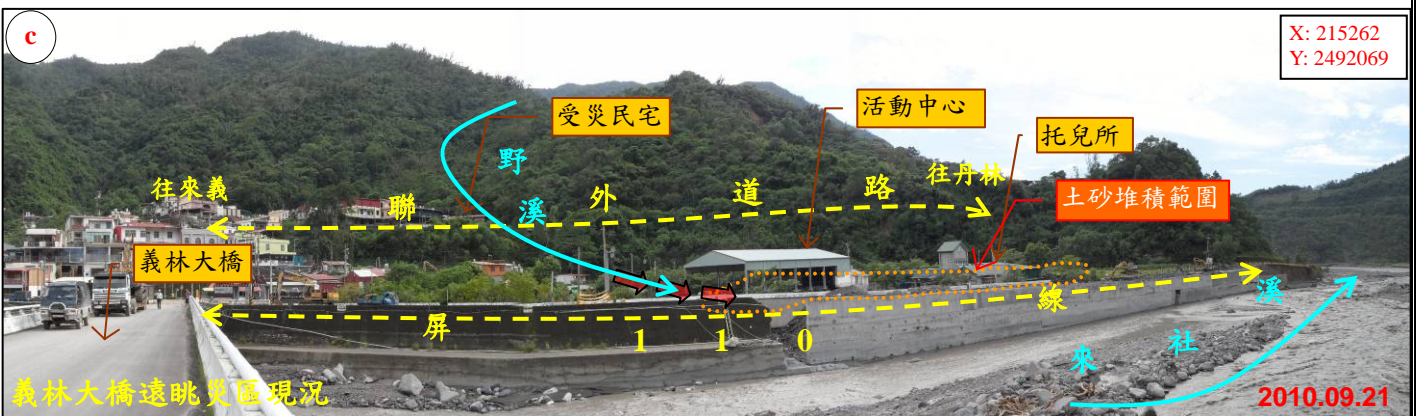 c
X: 215262
Y: 2492069
受災民宅
活動中心
托兒所
野溪
往來義
聯外道路
往丹林
土砂堆積範圍
義林大橋
屏110線
來社溪
義林大橋遠眺災區現況
2010.09.21